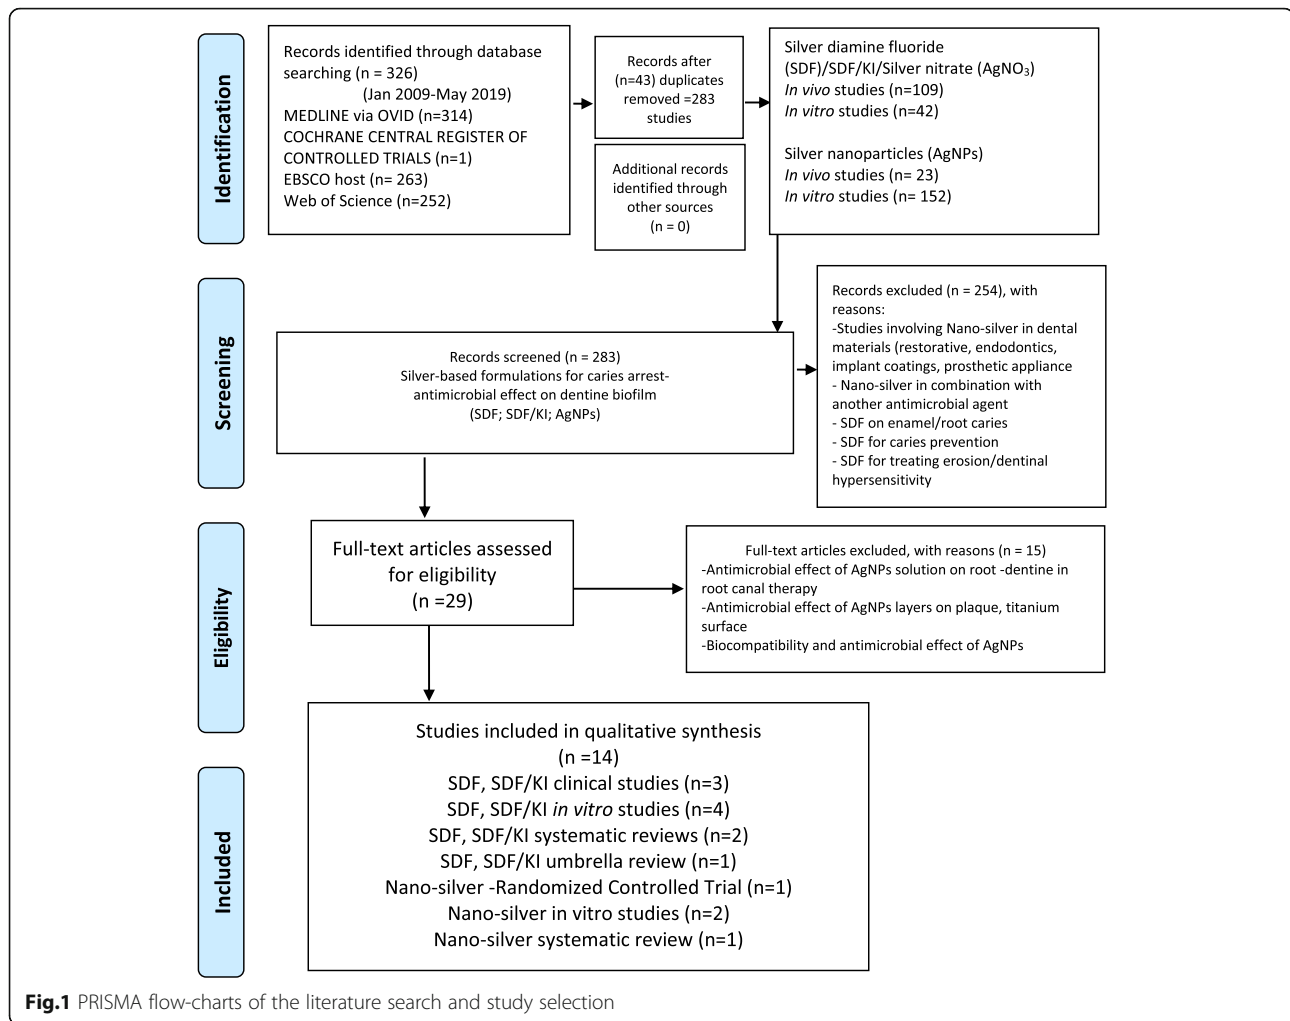 Identification
Records identified through database
searching (n = 326)
(Jan 2009-May 2019)
MEDLINE via OVID (n=314)
COCHRANE CENTRAL REGISTER OF
CONTROLLED TRIALS (n=1)
EBSCO host (n= 263)
Web of Science (n=252)
Records after
(n=43) duplicates
removed =283
studies
Additional records
identified through
other sources
(n = 0)
Silver diamine fluoride
(SDF)/SDF/KI/Silver nitrate (AgNO₃)
In vivo studies (n=109)
In vitro studies (n=42)
Silver nanoparticles (AgNPs)
In vivo studies (n= 23)
In vitro studies (n= 152)
Screening
Records screened (n = 283)
Silver-based formulations for caries arrest-
antimicrobial effect on dentine biofilm
(SDF; SDF/KI; AgNPs)
Records excluded (n = 254), with
reasons:
-Studies involving Nano-silver in dental
materials (restorative, endodontics,
implant coatings, prosthetic appliance
- Nano-silver in combination with
another antimicrobial agent
- SDF on enamel/root caries
- SDF for caries prevention
- SDF for treating erosion/dentinal
hypersensitivity
Eligibility
Full-text articles assessed
for eligibility
(n =29)
Full-text articles excluded, with reasons (n = 15)
-Antimicrobial effect of AgNPs solution on root -dentine in
root canal therapy
-Antimicrobial effect of AgNPs layers on plaque, titanium
surface
-Biocompatibility and antimicrobial effect of AgNPs
Included
Studies included in qualitative synthesis
(n =14)
SDF, SDF/KI clinical studies (n=3)
SDF, SDF/KI in vitro studies (n=4)
SDF, SDF/KI systematic reviews (n=2)
SDF, SDF/KI umbrella review (n=1)
Nano-silver -Randomized Controlled Trial (n=1)
Nano-silver in vitro studies (n=2)
Nano-silver systematic review (n=1)
Fig.1 PRISMA flow-charts of the literature search and study selection